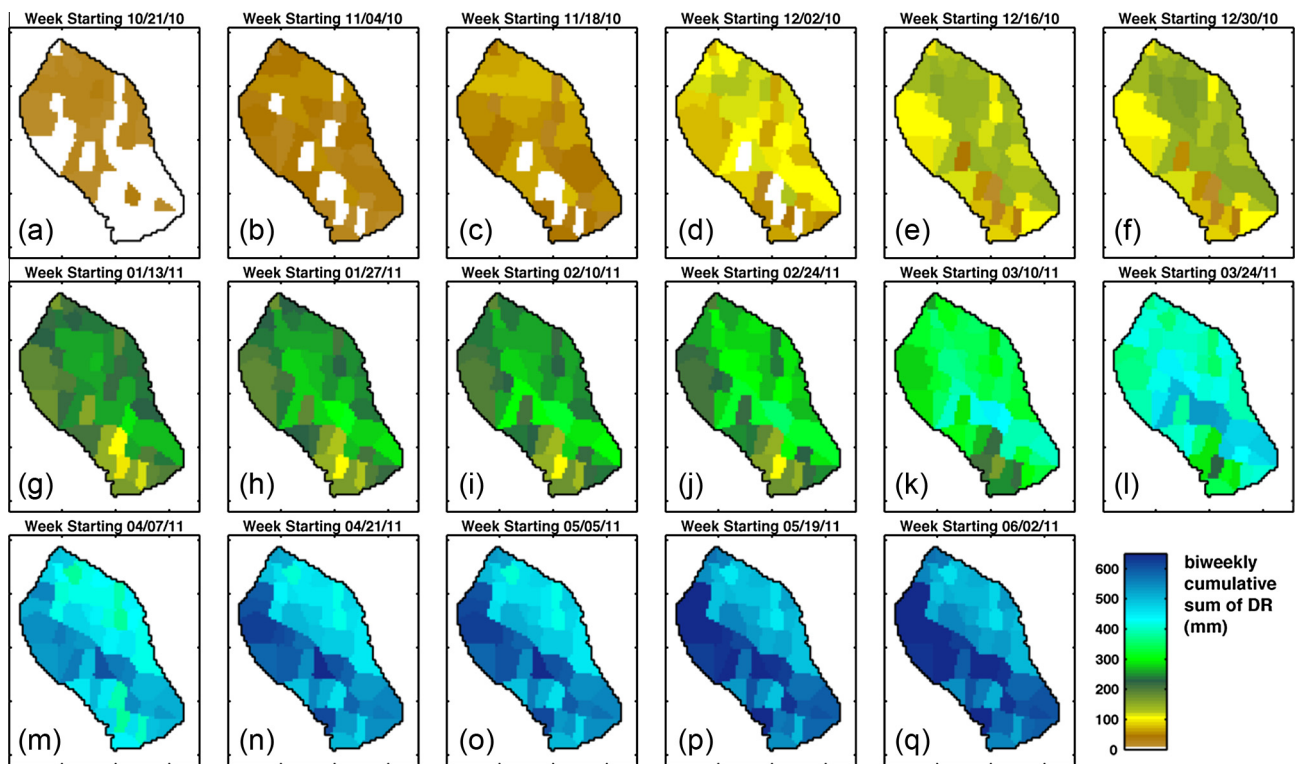 Week Starting 10/21/10
Week Starting 11/04/10
Week Starting 11/18/10
Week Starting 12/02/10
Week Starting 12/16/10
Week Starting 12/30/10
(a)
(b)
(c)
(d)
(e)
(f)
Week Starting 01/13/11
Week Starting 01/27/11
Week Starting 02/10/11
Week Starting 02/24/11
Week Starting 03/10/11
Week Starting 03/24/11
(g)
(h)
(i)
(j)
(k)
(l)
Week Starting 04/07/11
Week Starting 04/21/11
Week Starting 05/05/11
Week Starting 05/19/11
Week Starting 06/02/11
(m)
(n)
(o)
(p)
(q)
600
500
400
300
200
100
0
biweekly
cumulative
sum of DR
(mm)